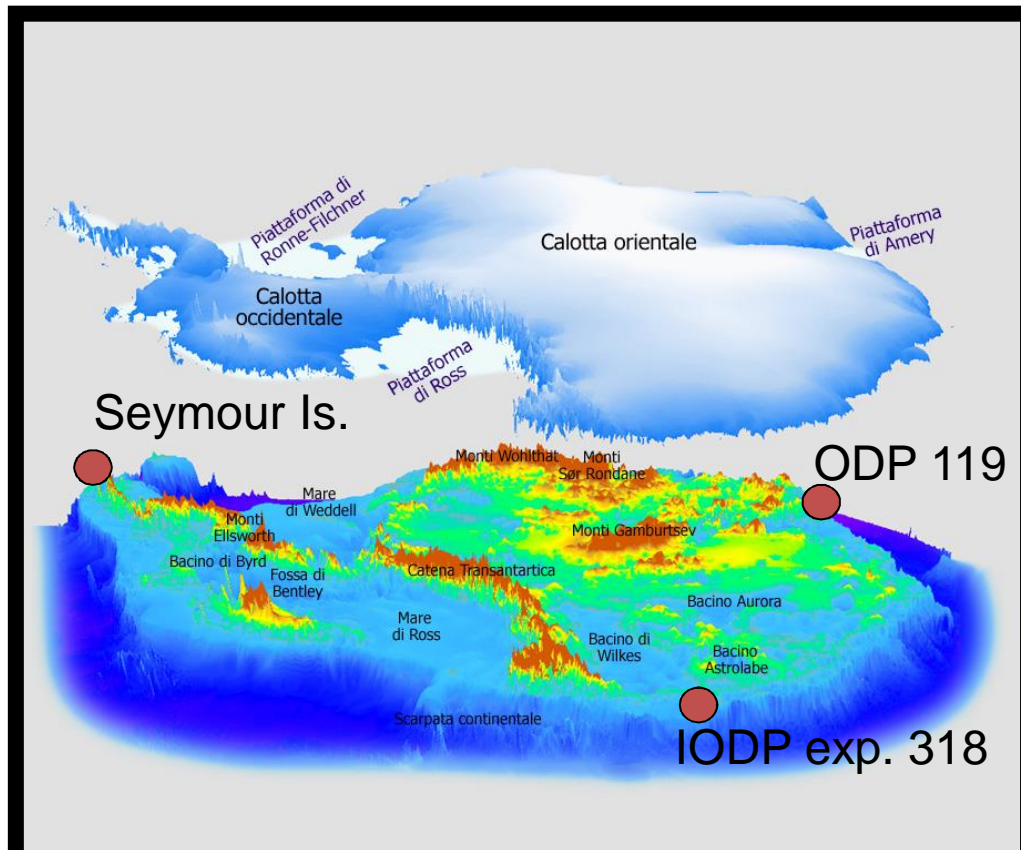 Piattaforma di
Ronne-Filchner
Calotta orientale
Piattaforma
di Amery
Calotta
occidentale
Piattaforma
di Ross
Seymour Is.
ODP 119
Monti Wohlthat
Monti
Sør Rondane
Mare
di Weddell
Monti
Ellsworth
Monti Gamburtsev
Bacino di Byrd
Fossa di
Bentley
Catena Transantartica
Bacino Aurora
Mare
di Ross
Bacino di
Wilkes
Bacino
Astrolabe
Scarpata continentale
IODP exp. 318